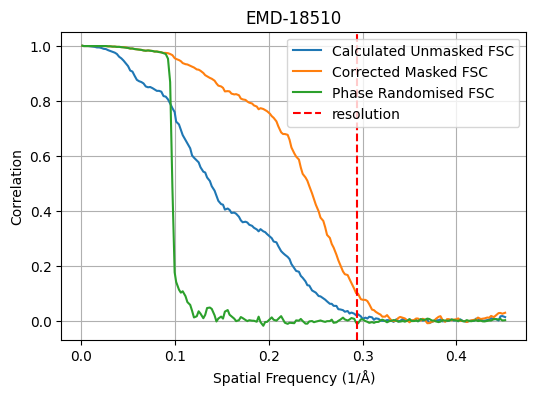 EMD-18510
1.0
0.8
0.6
0.4
0.2
0.0
Correlation
Calculated Unmasked FSC
Corrected Masked FSC
Phase Randomised FSC
resolution
0.0 0.1 0.2 0.3 0.4
Spatial Frequency (1/Å)